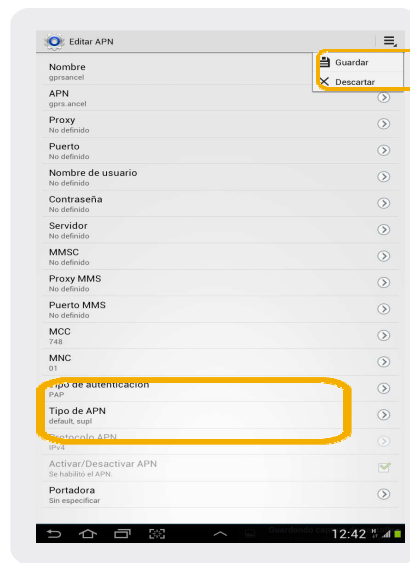 Editar APN
Guardar
Descartar
Nombre
gprsancel
APN
gprs.ancel
Proxy
No definido
Puerto
No definido
Nombre de usuario
No definido
Contraseña
No definido
Servidor
No definido
MMSC
No definido
Proxy MMS
No definido
Puerto MMS
No definido
MCC
748
MNC
01
Tipo de autenticación
PAP
Tipo de APN
default, supl
Protocolo APN
IPv4
Activar/Desactivar APN
Se habilitó el APN.
Portadora
Sin especificar
Guardando
12:42